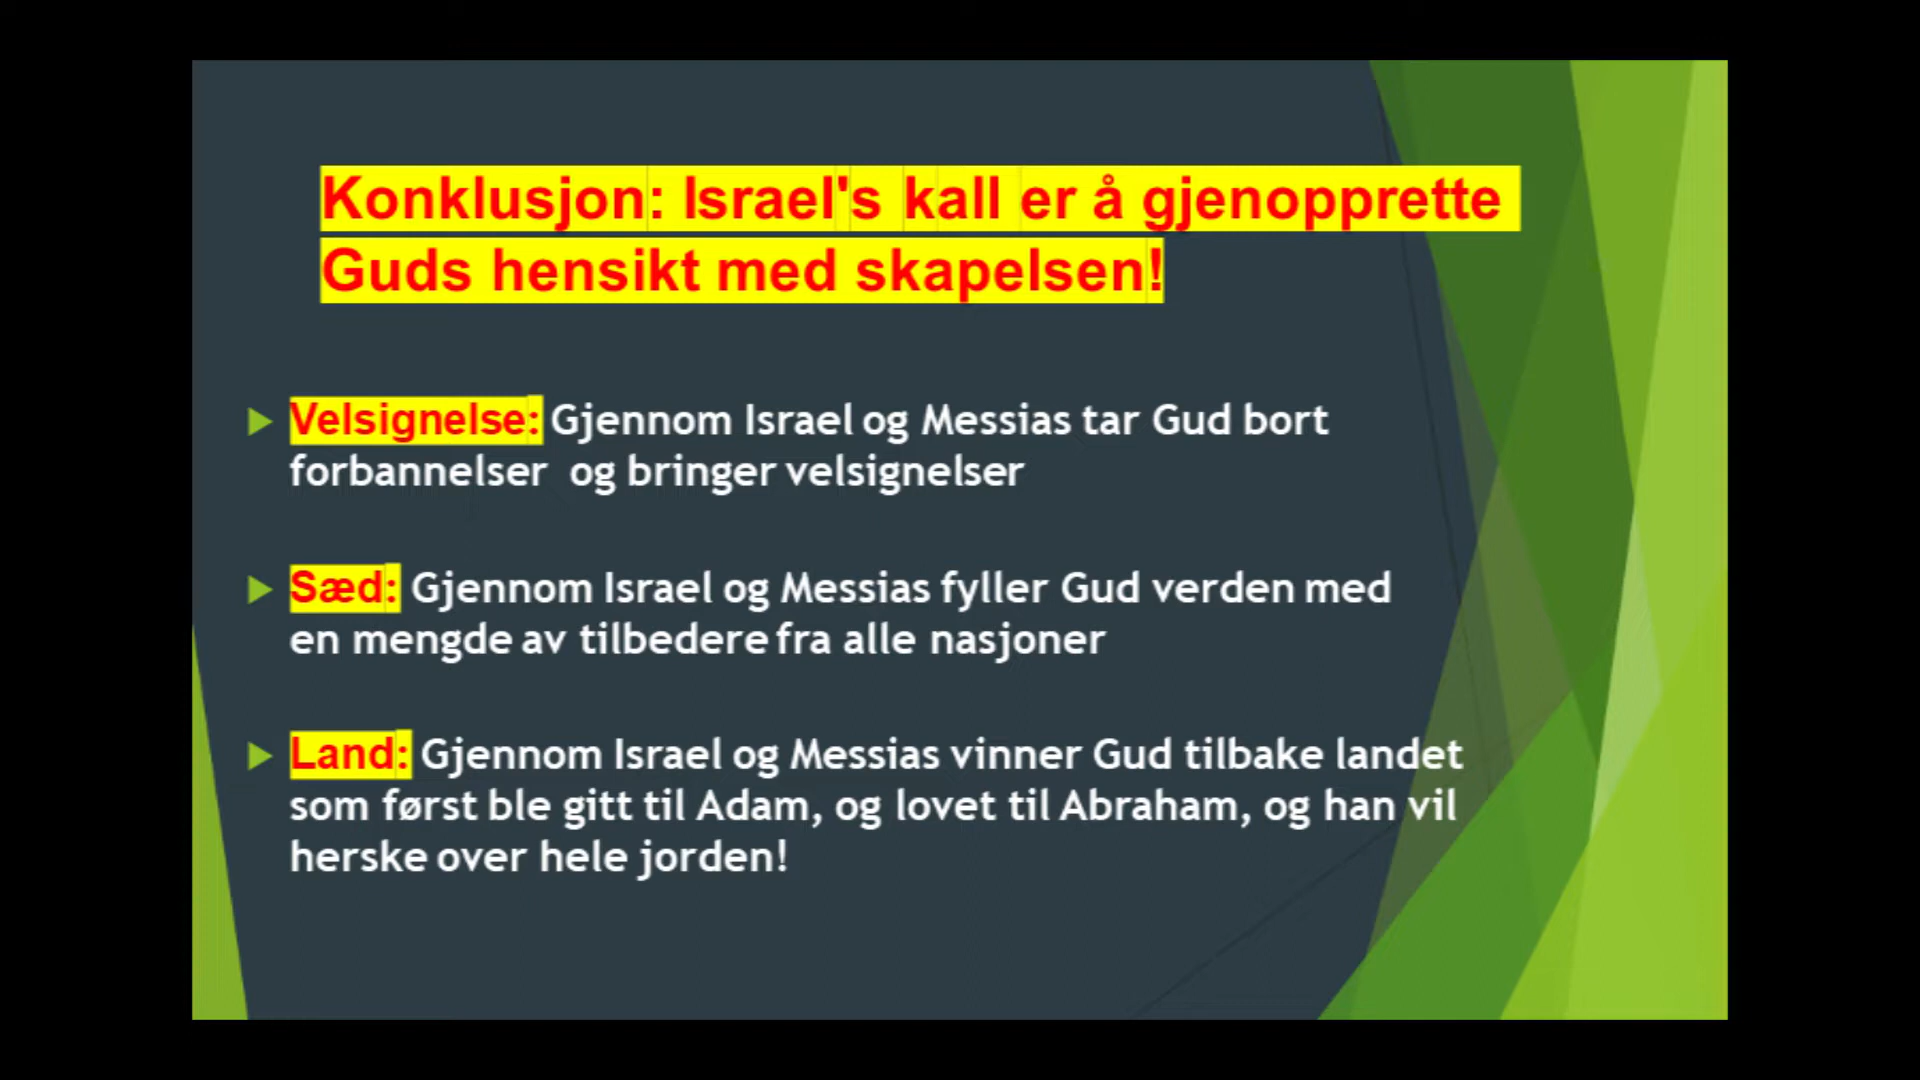 Konklusjon: Israel's kall er å gjenopprette
Guds hensikt med skapelsen!
Velsignelse: Gjennom Israel og Messias tar Gud bort
forbannelser og bringer velsignelser
Sæd: Gjennom Israel og Messias fyller Gud verden med
en mengde av tilbedere fra alle nasjoner
Land: Gjennom Israel og Messias vinner Gud tilbake landet
som først ble gitt til Adam, og lovet til Abraham, og han vil
herske over hele jorden!